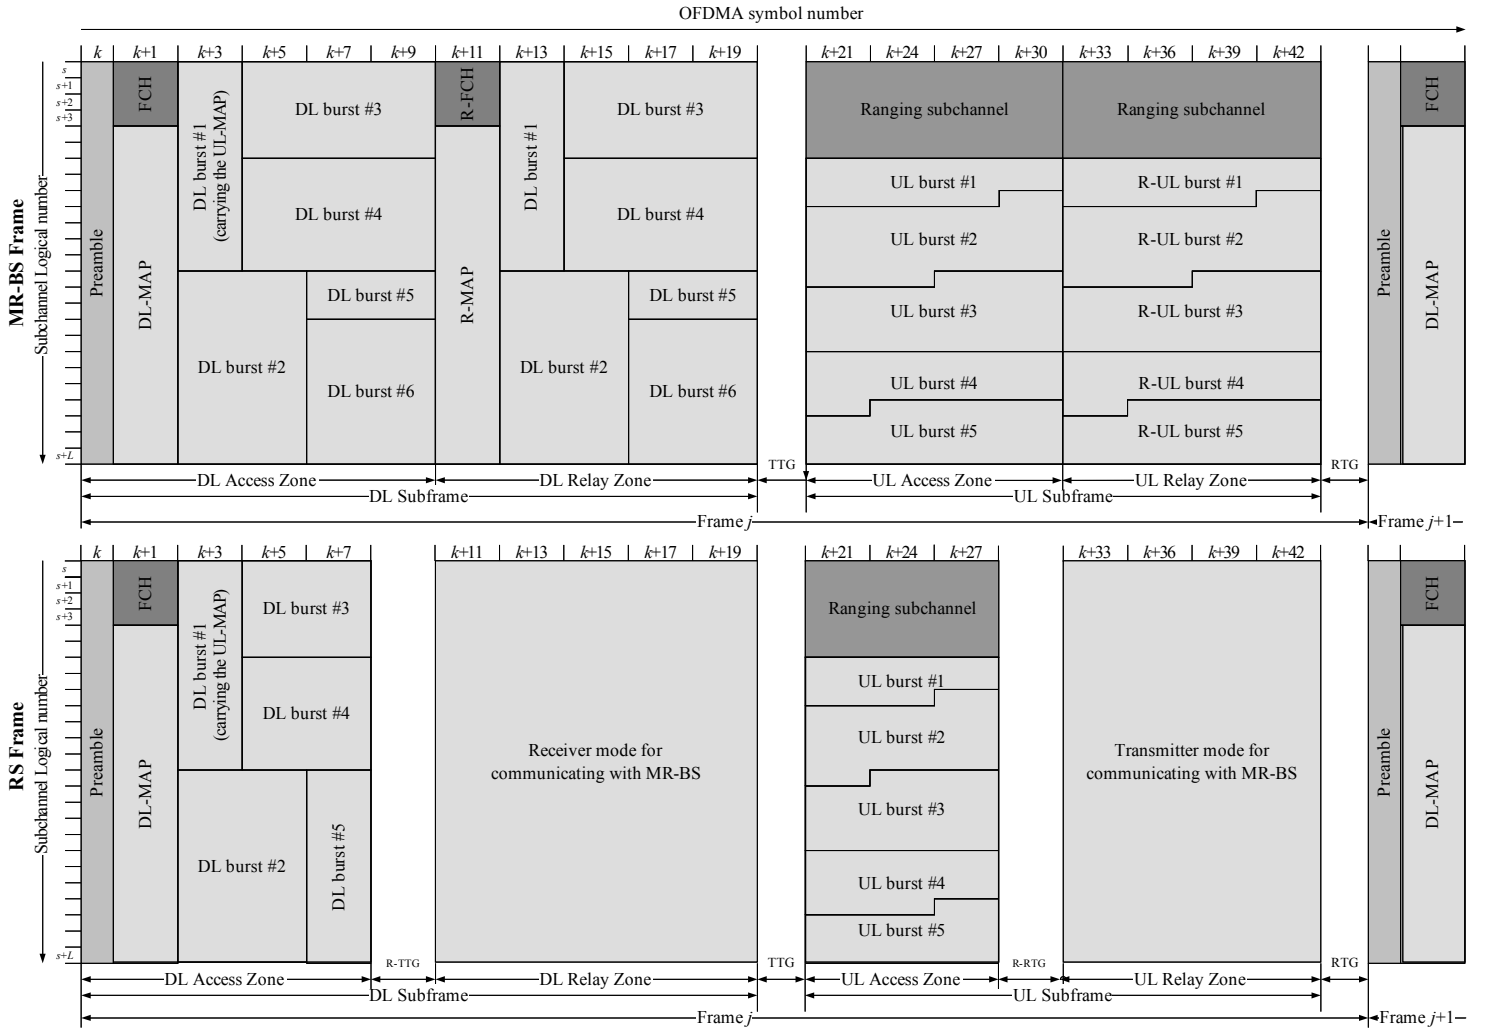 OFDMA symbol number
k k+1 k+3 k+5 k+7 k+9 k+11 k+13 k+15 k+17 k+19 k+21 k+24 k+27 k+30 k+33 k+36 k+39 k+42
MR-BS Frame
Subchannel Logical number
s
s+1
s+2
s+3
s+L
Preamble
FCH
DL-MAP
DL burst #1
(carrying the UL-MAP)
DL burst #3
DL burst #4
DL burst #2
DL burst #5
DL burst #6
R-FCH
R-MAP
DL burst #1
DL burst #3
DL burst #4
DL burst #2
DL burst #5
DL burst #6
Ranging subchannel
UL burst #1
UL burst #2
UL burst #3
UL burst #4
UL burst #5
Ranging subchannel
R-UL burst #1
R-UL burst #2
R-UL burst #3
R-UL burst #4
R-UL burst #5
Preamble
FCH
DL-MAP
DL Access Zone DL Relay Zone TTG UL Access Zone UL Relay Zone RTG
DL Subframe UL Subframe
Frame j Frame j+1
k k+1 k+3 k+5 k+7 k+11 k+13 k+15 k+17 k+19 k+21 k+24 k+27 k+33 k+36 k+39 k+42
RS Frame
Subchannel Logical number
s
s+1
s+2
s+3
s+L
Preamble
FCH
DL-MAP
DL burst #1
(carrying the UL-MAP)
DL burst #3
DL burst #4
DL burst #2
DL burst #5
Receiver mode for
communicating with MR-BS
Ranging subchannel
UL burst #1
UL burst #2
UL burst #3
UL burst #4
UL burst #5
Transmitter mode for
communicating with MR-BS
Preamble
FCH
DL-MAP
DL Access Zone R-TTG DL Relay Zone TTG UL Access Zone R-RTG UL Relay Zone RTG
DL Subframe UL Subframe
Frame j Frame j+1